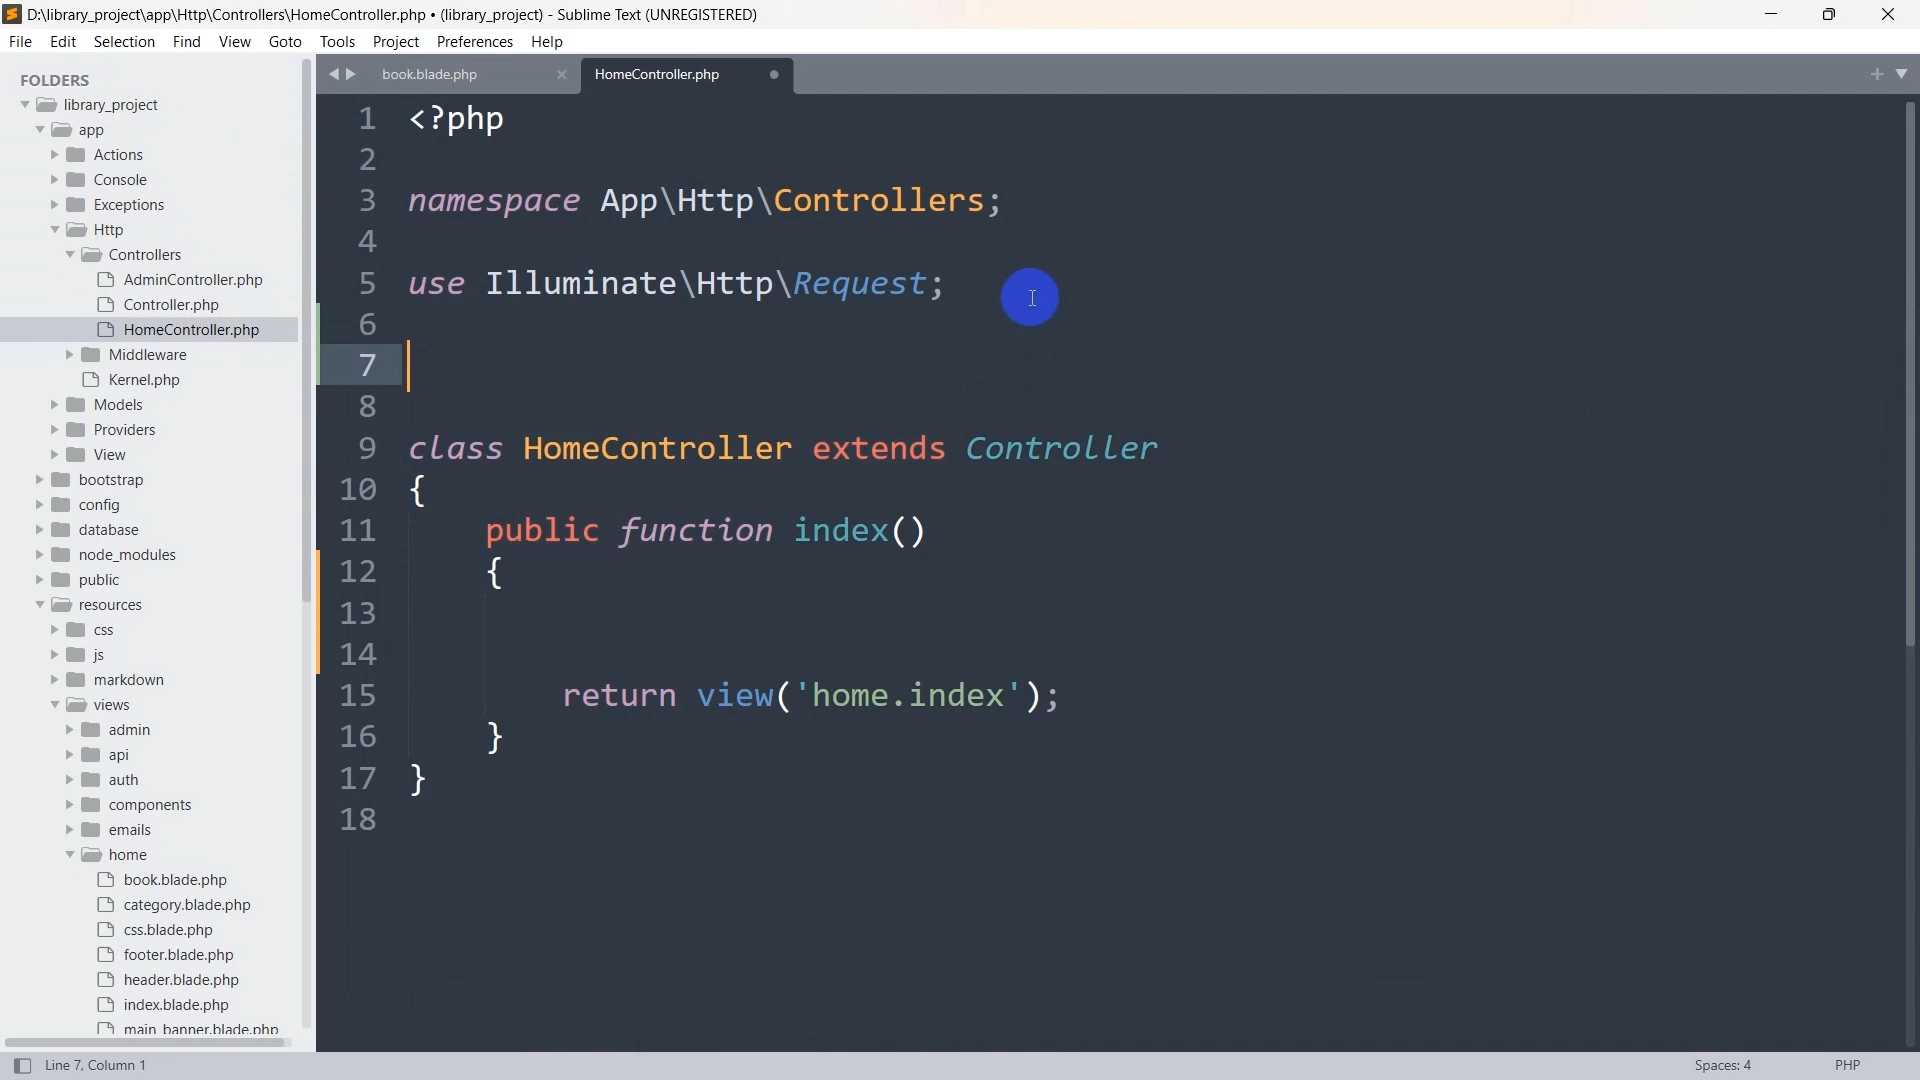 D:\library_project\app\Http\Controllers\HomeController.php • (library_project) - Sublime Text (UNREGISTERED)
File Edit Selection Find View Goto Tools Project Preferences Help
FOLDERS
library_project
app
Actions
Console
Exceptions
Http
Controllers
AdminController.php
Controller.php
HomeController.php
Middleware
Kernel.php
Models
Providers
View
bootstrap
config
database
node_modules
public
resources
css
js
markdown
views
admin
api
auth
components
emails
home
book.blade.php
category.blade.php
css.blade.php
footer.blade.php
header.blade.php
index.blade.php
main_banner.blade.php
book.blade.php × HomeController.php
1 <?php
2
3 namespace App\Http\Controllers;
4
5 use Illuminate\Http\Request;
6
7
8
9 class HomeController extends Controller
10 {
11 public function index()
12 {
13
14
15 return view('home.index');
16 }
17 }
18
Line 7, Column 1 Spaces: 4 PHP